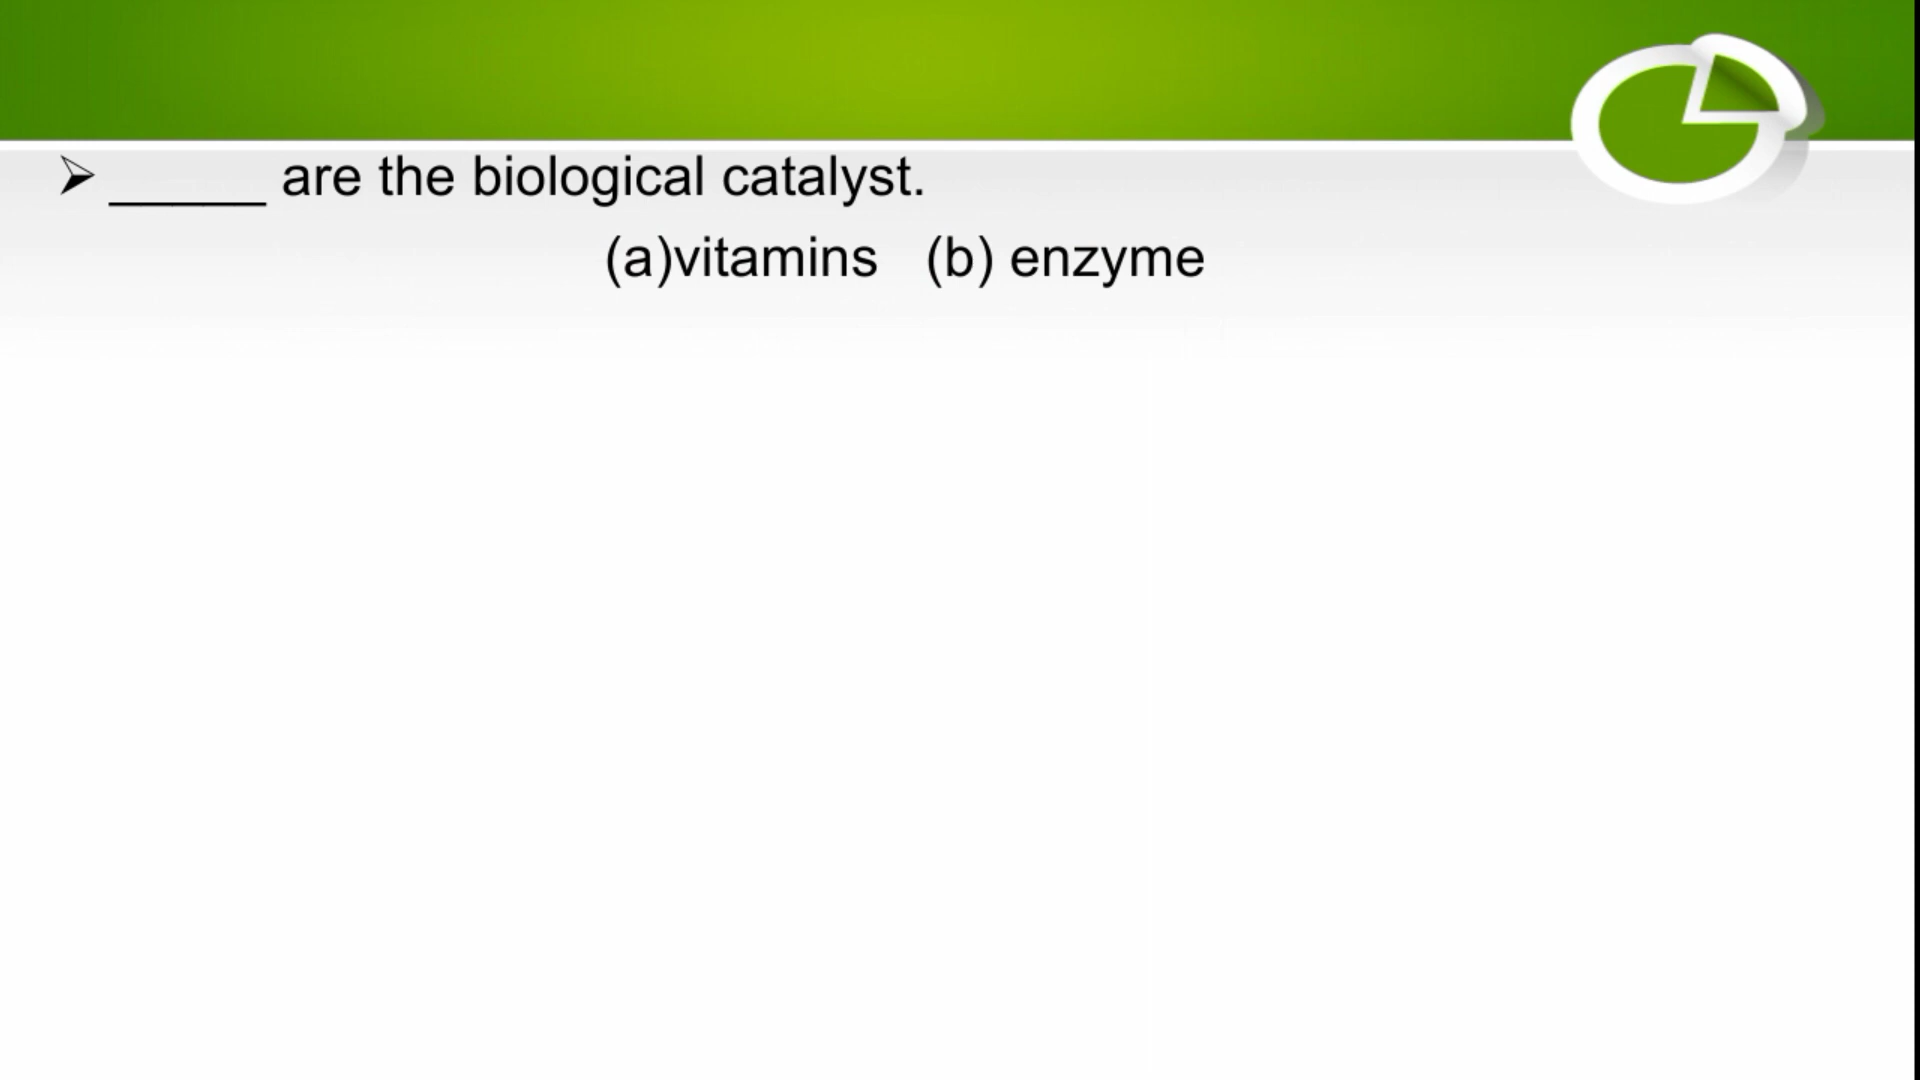 ➢ _____ are the biological catalyst.
(a)vitamins (b) enzyme